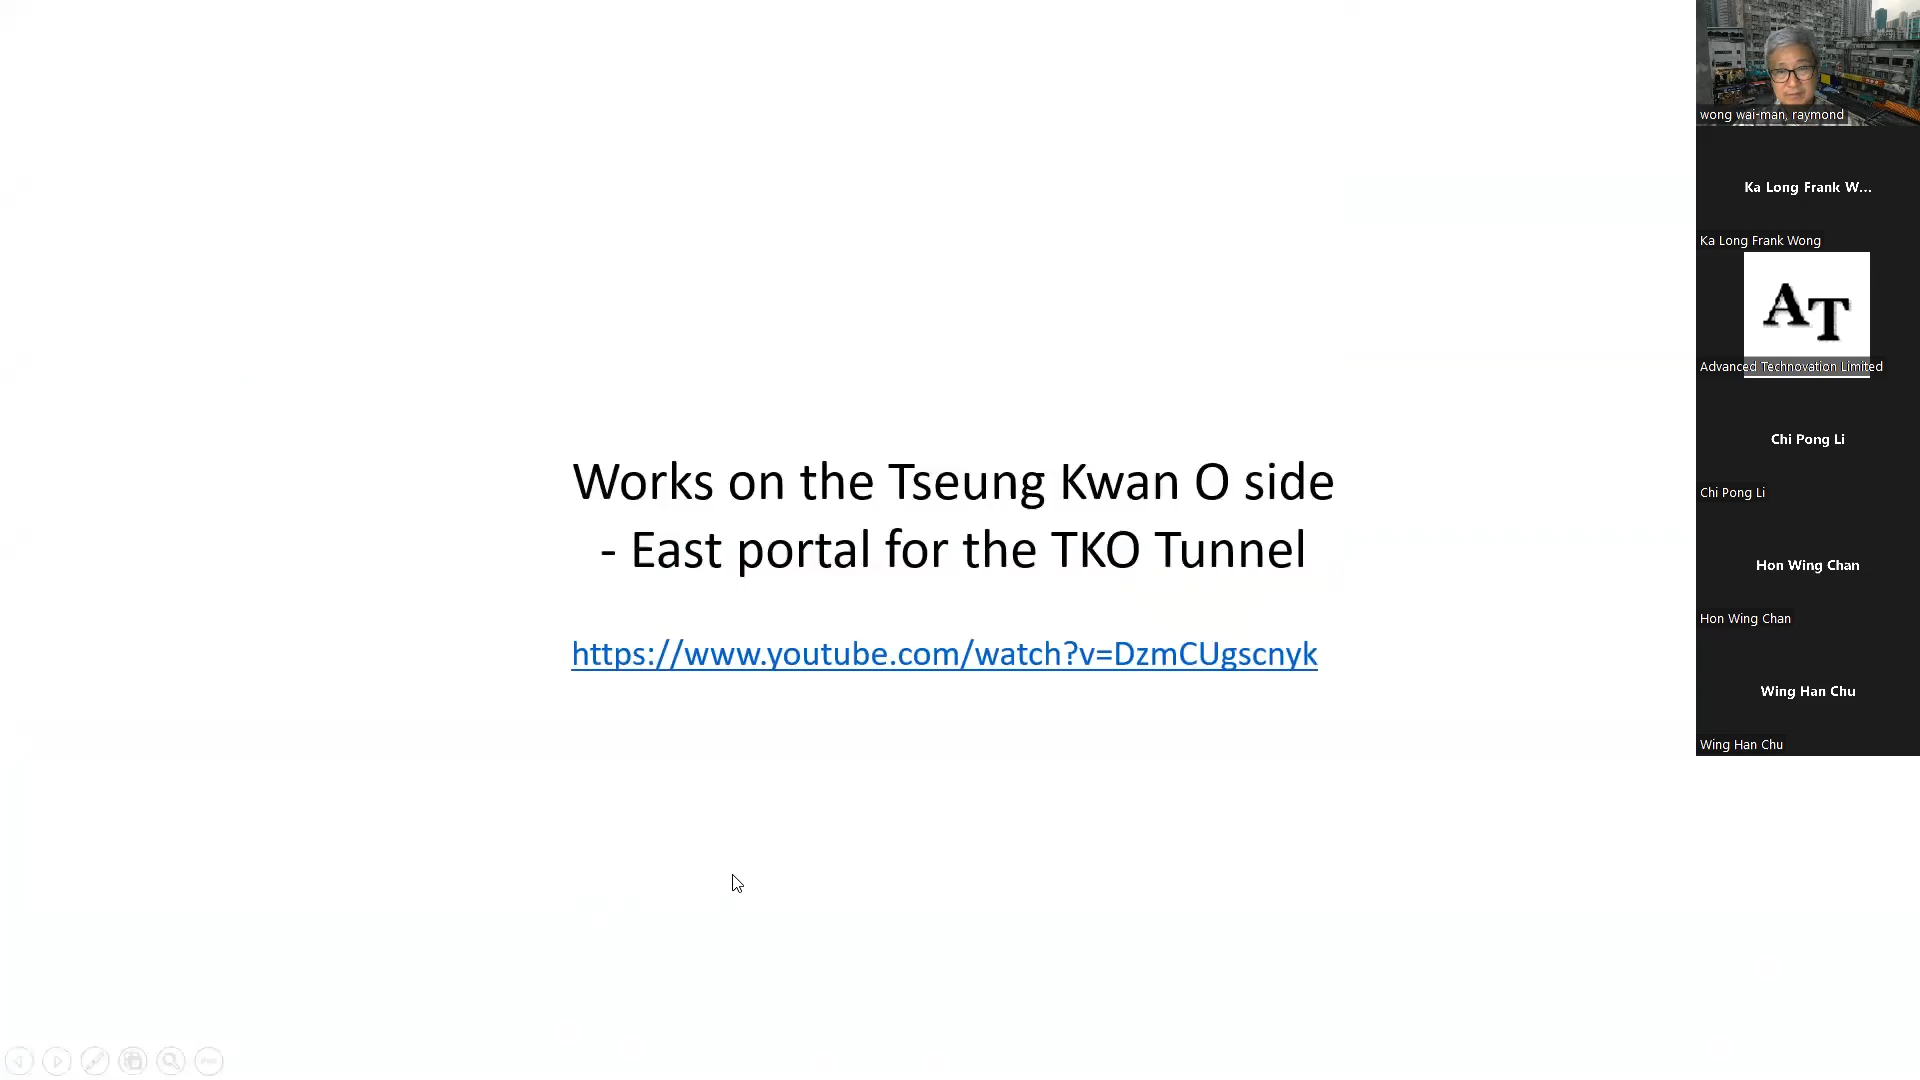 Works on the Tseung Kwan O side
- East portal for the TKO Tunnel
https://www.youtube.com/watch?v=DzmCUgscnyk
wong wai-man, raymond
Ka Long Frank W...
Ka Long Frank Wong
AT
Advanced Technovation Limited
Chi Pong Li
Chi Pong Li
Hon Wing Chan
Hon Wing Chan
Wing Han Chu
Wing Han Chu